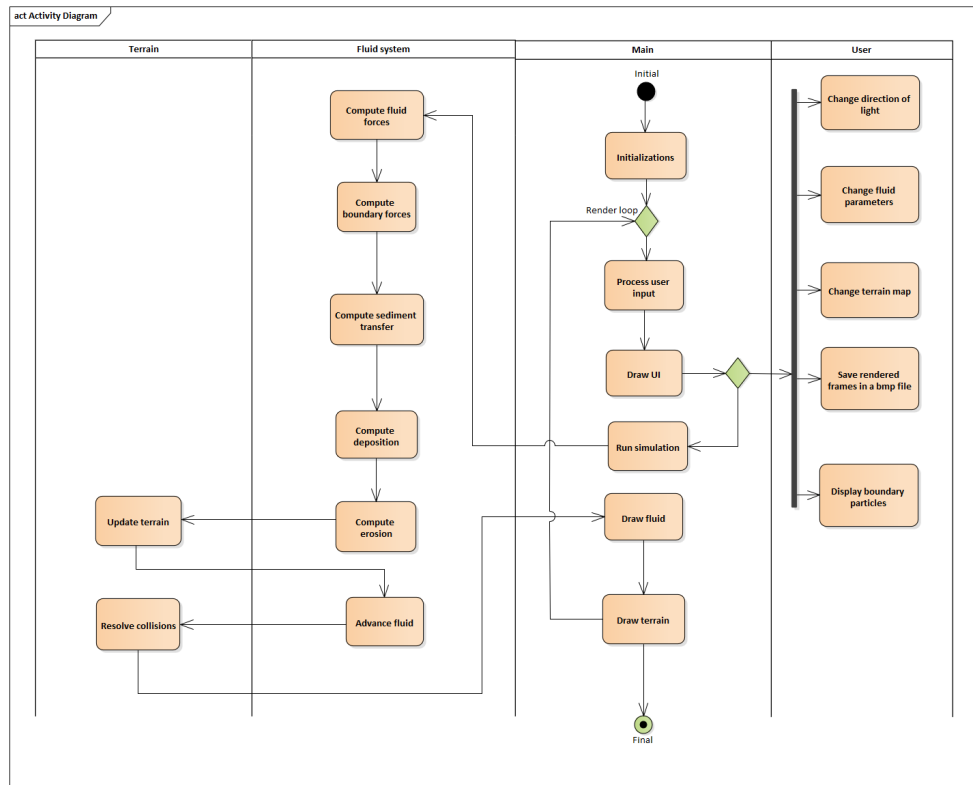 act Activity Diagram
Terrain
Fluid system
Main
User
Initial
Compute fluid
forces
Change direction of
light
Initializations
Compute
boundary forces
Change fluid
parameters
Render loop
Process user
input
Change terrain map
Compute sediment
transfer
Draw UI
Save rendered
frames in a bmp file
Compute
deposition
Run simulation
Display boundary
particles
Update terrain
Compute
erosion
Draw fluid
Resolve collisions
Advance fluid
Draw terrain
Final